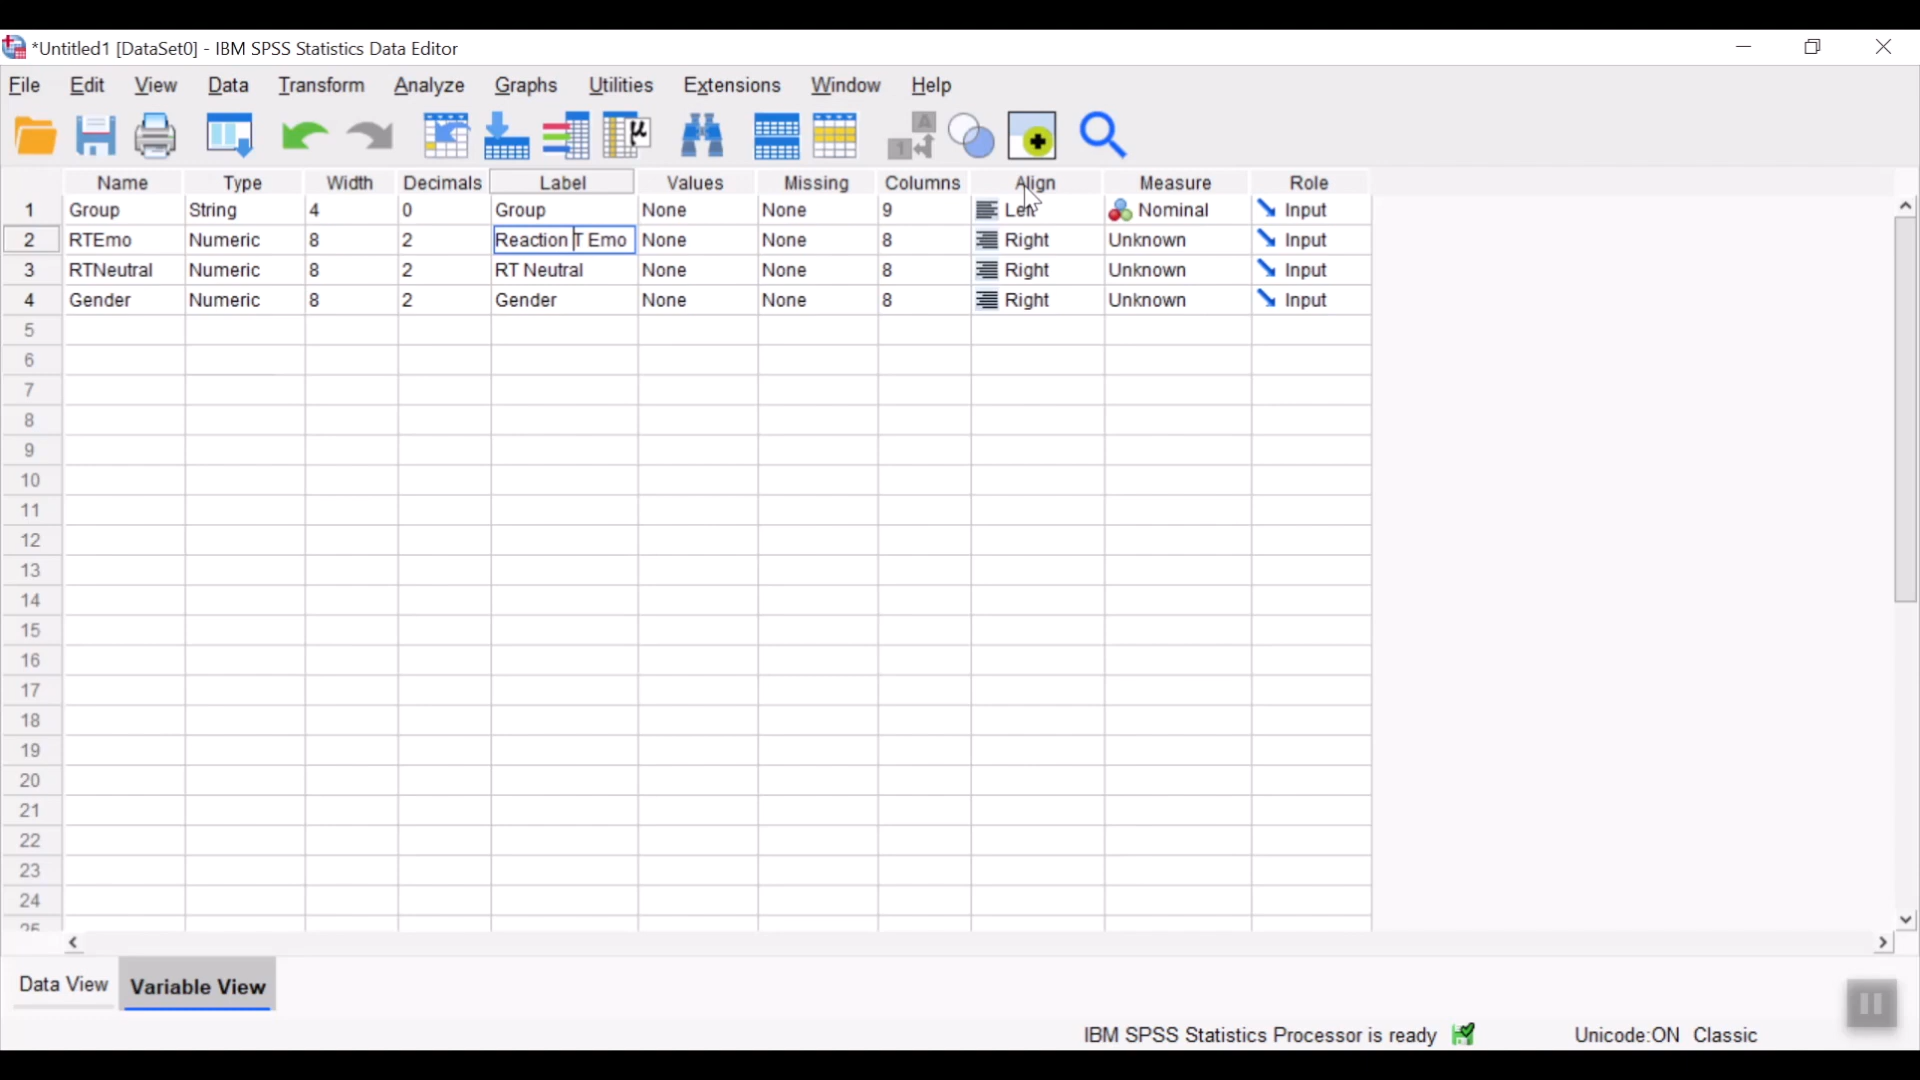 *Untitled1 [DataSet0] - IBM SPSS Statistics Data Editor
File Edit View Data Transform Analyze Graphs Utilities Extensions Window Help
Name Type Width Decimals Label Values Missing Columns Align Measure Role
1 Group String 4 0 Group None None 9 Left Nominal Input
2 RTEmo Numeric 8 2 Reaction T Emo None None 8 Right Unknown Input
3 RTNeutral Numeric 8 2 RT Neutral None None 8 Right Unknown Input
4 Gender Numeric 8 2 Gender None None 8 Right Unknown Input
5
6
7
8
9
10
11
12
13
14
15
16
17
18
19
20
21
22
23
24
25
Data View Variable View
IBM SPSS Statistics Processor is ready Unicode:ON Classic